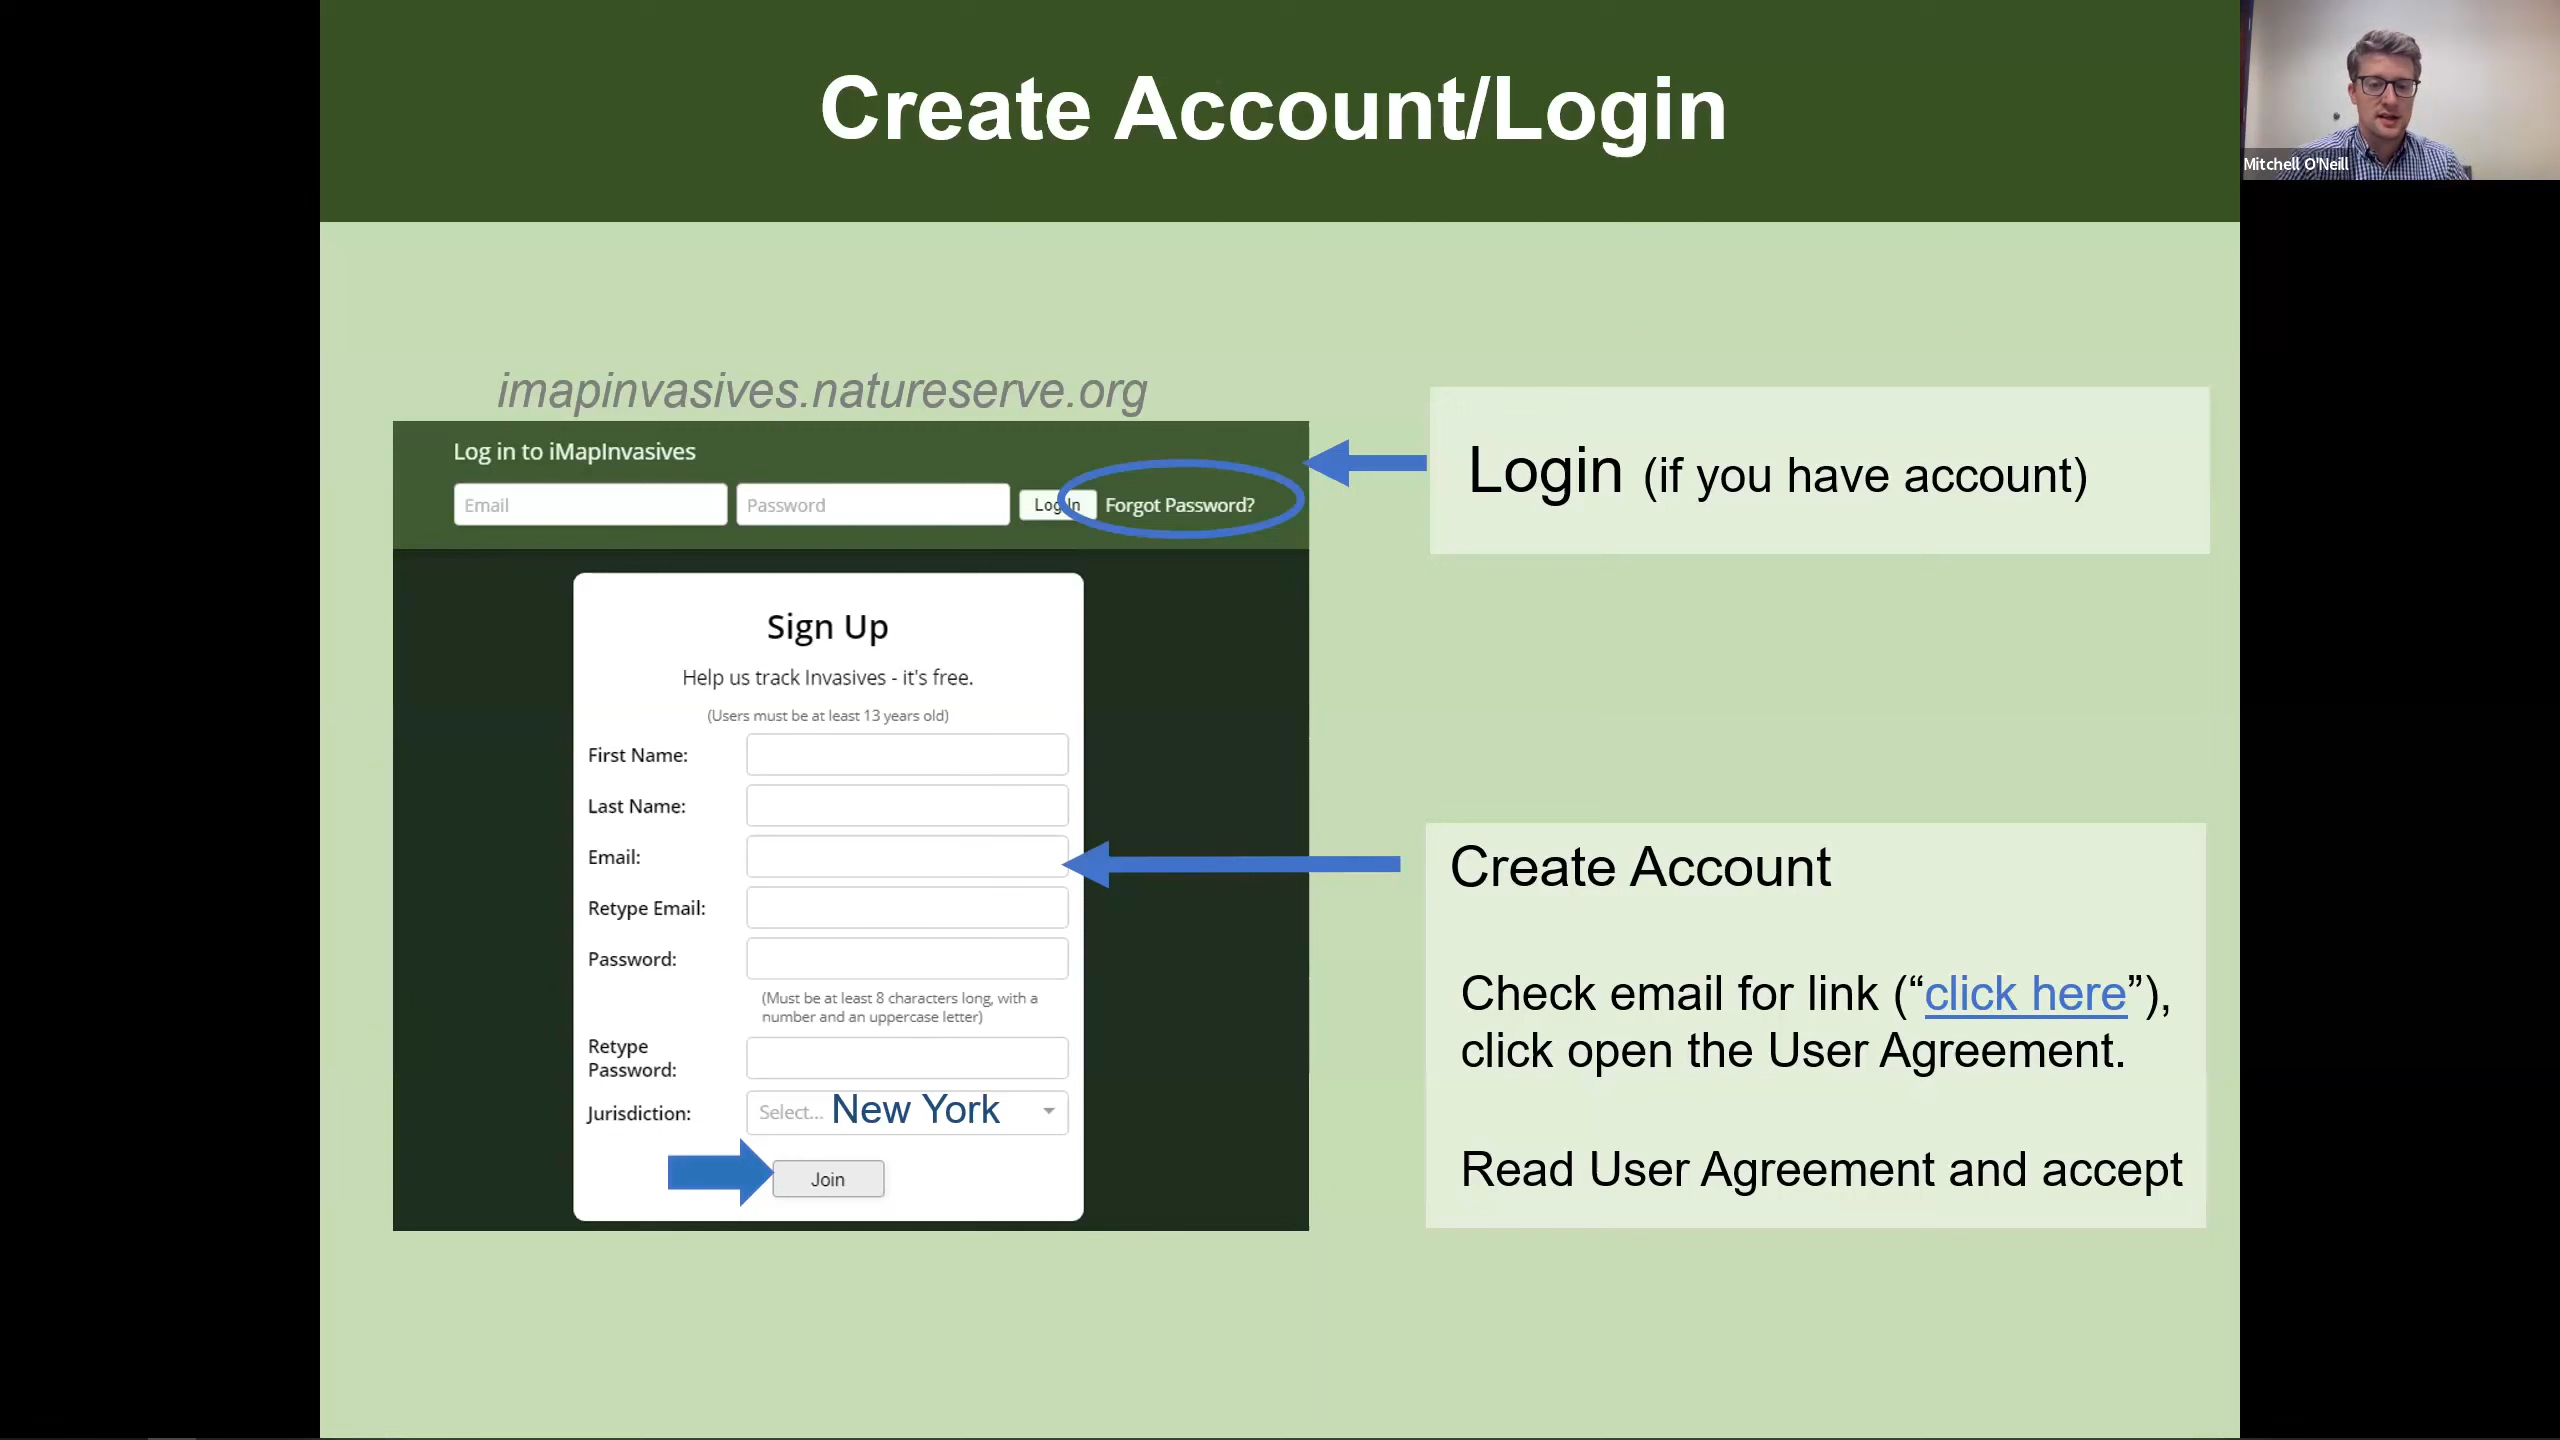 Create Account/Login
Mitchell O'Neill
imapinvasives.natureserve.org
Log in to iMapInvasives
Email
Password
Log In
Forgot Password?
Login (if you have account)
Sign Up
Help us track Invasives - it's free.
(Users must be at least 13 years old)
First Name:
Last Name:
Email:
Retype Email:
Password:
(Must be at least 8 characters long, with a
number and an uppercase letter)
Retype
Password:
Jurisdiction:
Select...
New York
Join
Create Account
Check email for link (“click here”),
click open the User Agreement.
Read User Agreement and accept